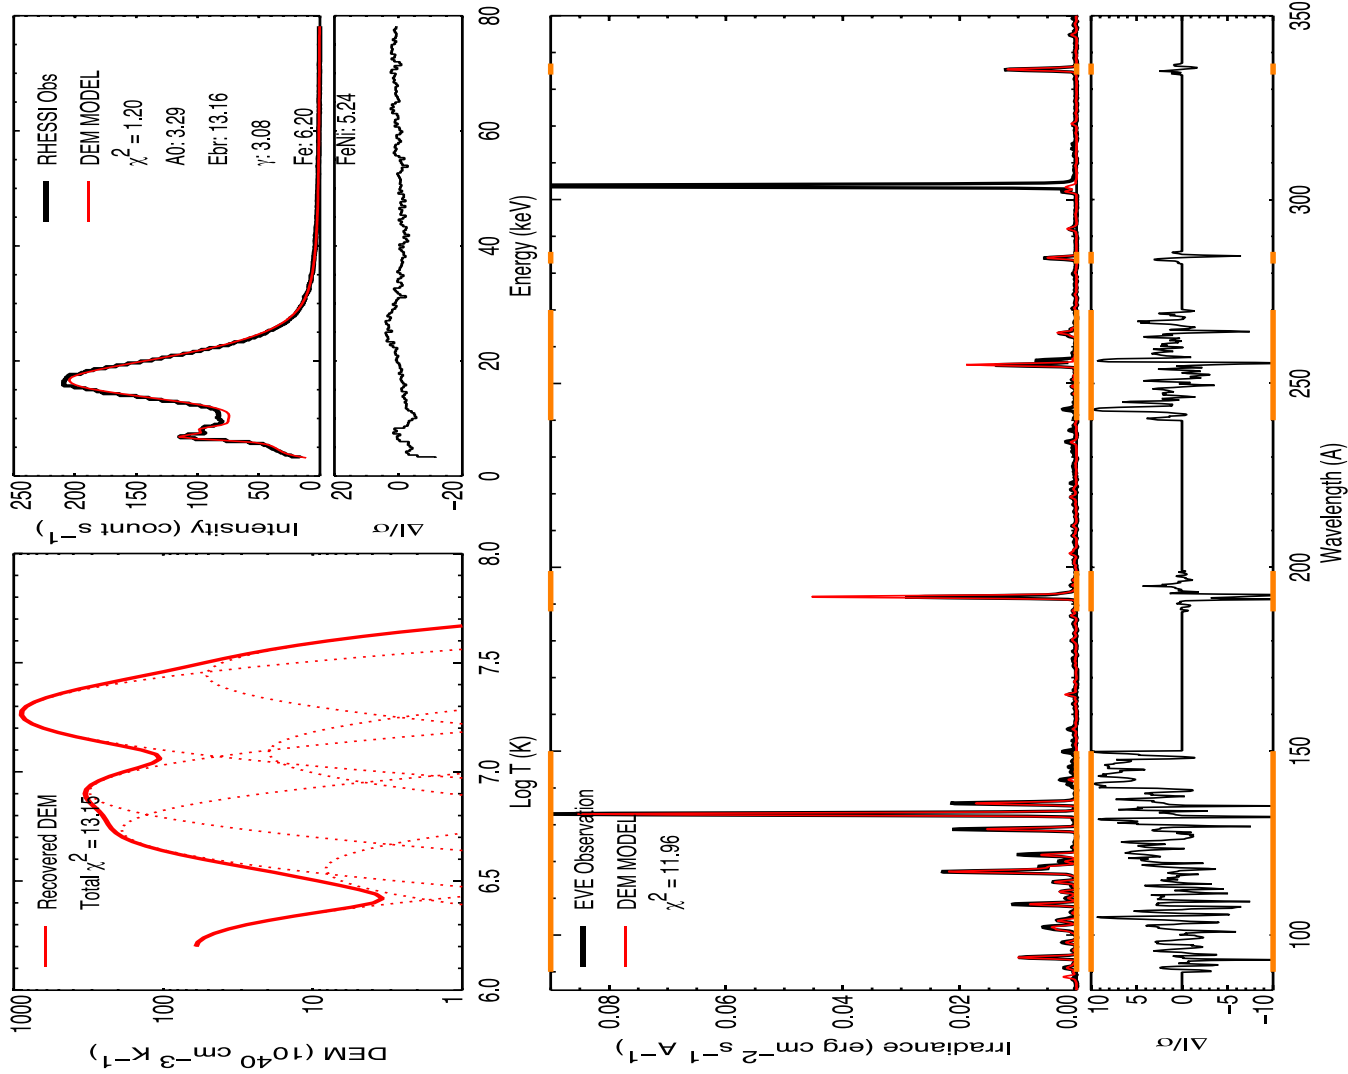 1000
100
10
1
DEM (10^40 cm^−3 K^−1)
6.0
6.5
7.0
7.5
8.0
Log T (K)
Recovered DEM
Total χ^2 = 13.15
250
200
150
100
50
0
Intensity (count s^−1)
RHESSI Obs
DEM MODEL
χ^2 = 1.20
A0: 3.29
Ebr: 13.16
γ: 3.08
Fe: 6.20
FeNi: 5.24
20
0
−20
ΔI/σ
0
20
40
60
80
Energy (keV)
0.08
0.06
0.04
0.02
0.00
Irradiance (erg cm^−2 s^−1 A^−1)
EVE Observation
DEM MODEL
χ^2 = 11.96
10
5
0
−5
−10
ΔI/σ
100
150
200
250
300
350
Wavelength (A)